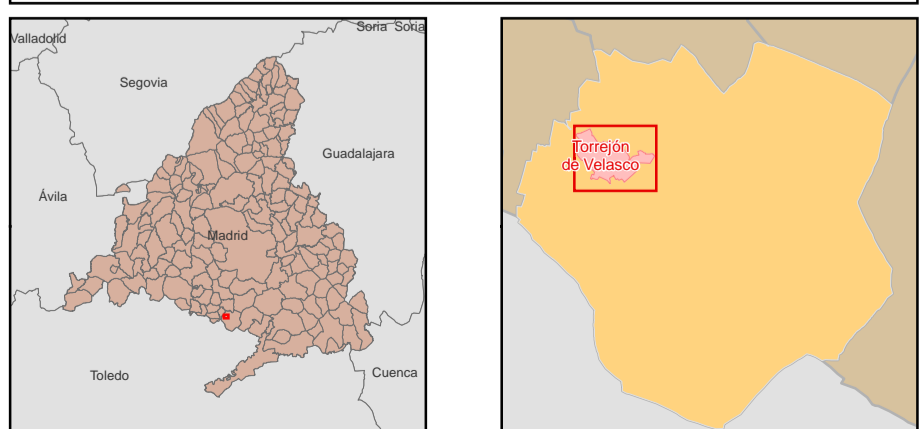 Valladolid
Soria Soria
Segovia
Guadalajara
Ávila
Madrid
Toledo
Cuenca
Torrejón
de Velasco